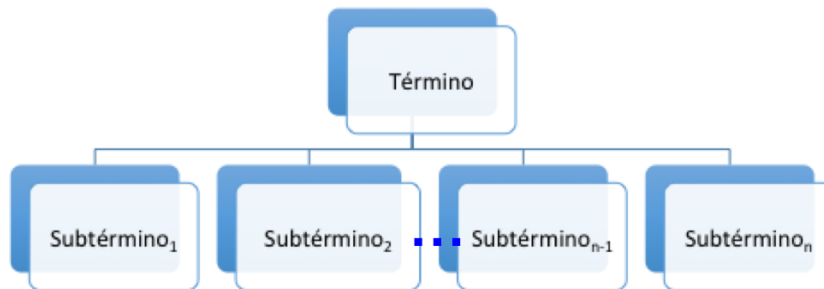 Término
Subtérmino₁ Subtérmino₂ ... Subtérminoₙ₋₁ Subtérminoₙ